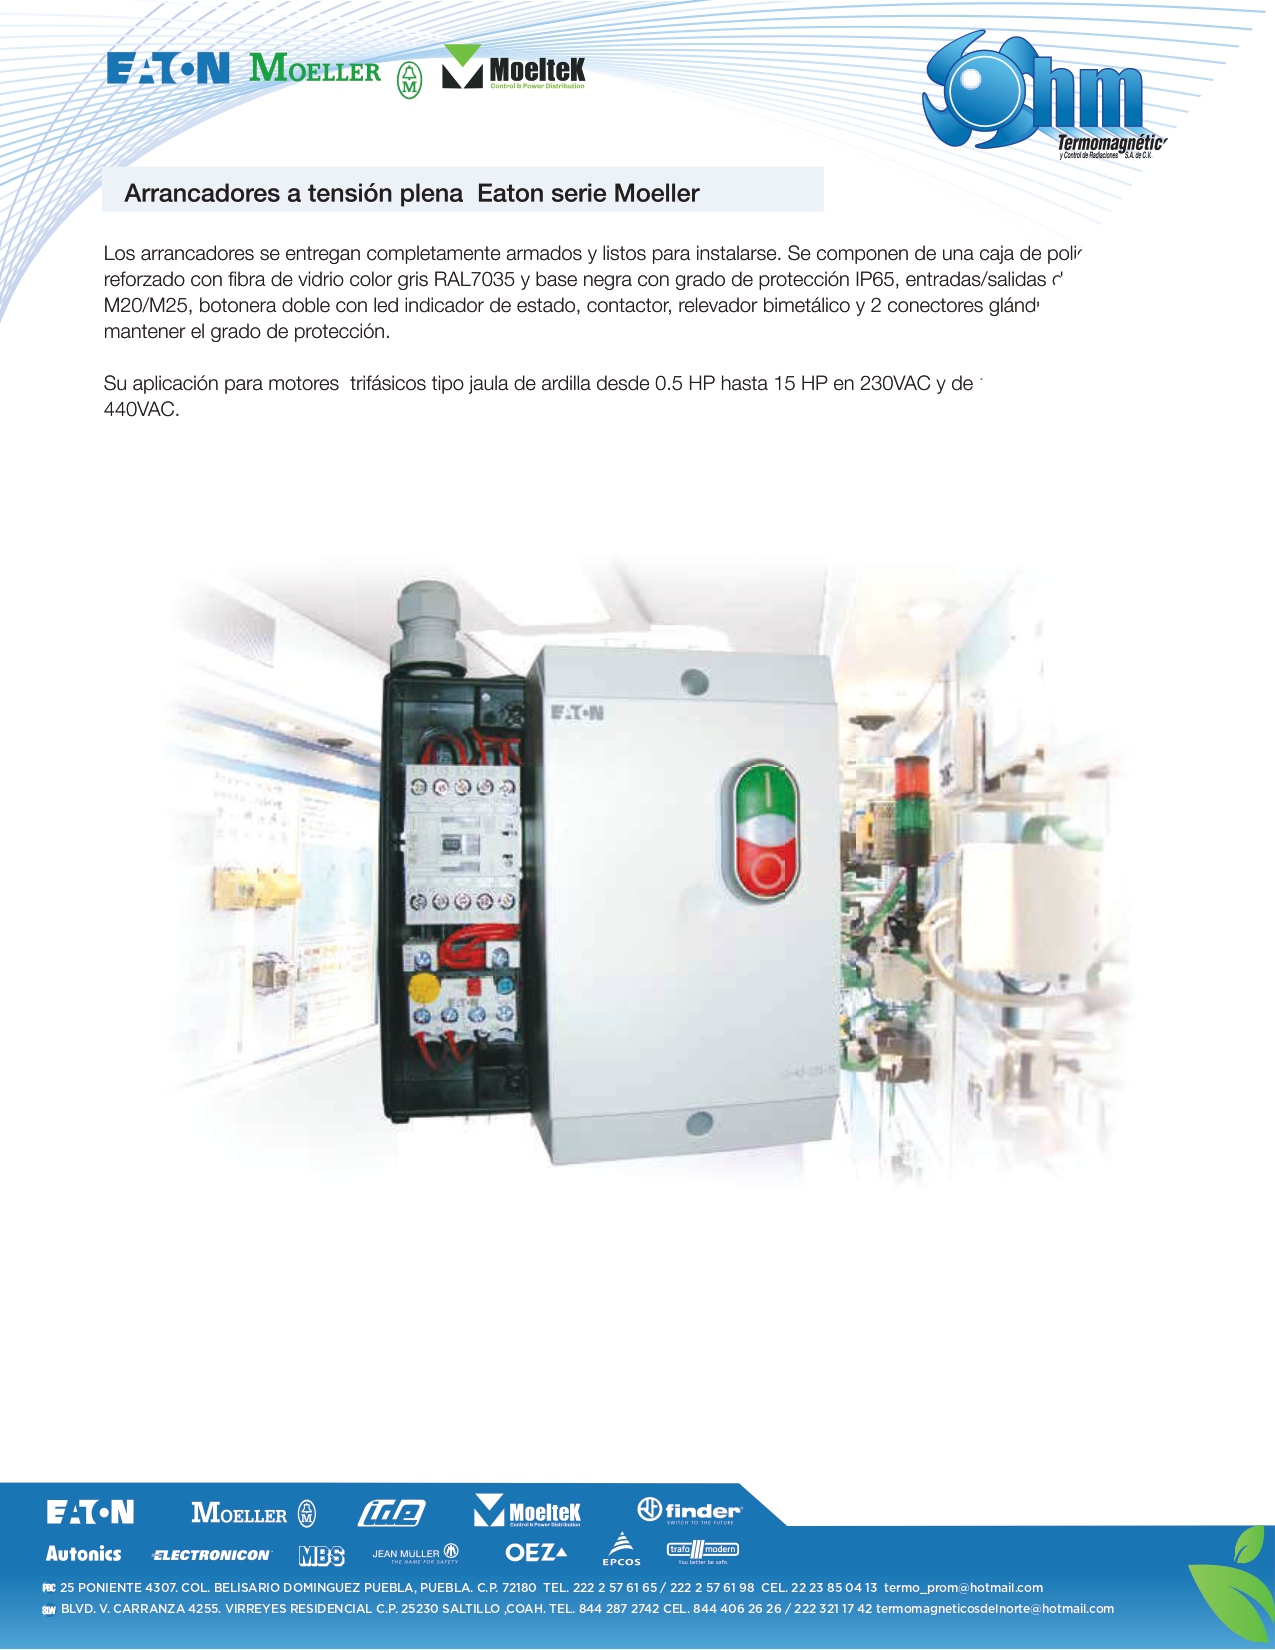 EATON MOELLER MoelteK
Control & Power Distribution
Ohm
y Control de Radiaciones S.A. de C.V.
Arrancadores a tensión plena Eaton serie Moeller
Los arrancadores se entregan completamente armados y listos para instalarse. Se componen de una caja de
reforzado con fibra de vidrio color gris RAL7035 y base negra con grado de protección IP65, entradas/salidas
M20/M25, botonera doble con led indicador de estado, contactor, relevador bimetálico y 2 conectores
mantener el grado de protección.
Su aplicación para motores trifásicos tipo jaula de ardilla desde 0.5 HP hasta 15 HP en 230VAC y de
440VAC.
EATON
EATON
EATON MOELLER ide MoelteK finder
Control & Power Distribution SWITCH TO THE FUTURE
Autonics ELECTRONICON MBS JEAN MÜLLER OEZ EPCOS trafo modern
THE NAME FOR SAFETY You better be safe.
25 PONIENTE 4307. COL. BELISARIO DOMINGUEZ PUEBLA, PUEBLA. C.P. 72180 TEL. 222 2 57 61 65 / 222 2 57 61 98 CEL. 22 23 85 04 13 termo_prom@hotmail.com
BLVD. V. CARRANZA 4255. VIRREYES RESIDENCIAL C.P. 25230 SALTILLO ,COAH. TEL. 844 287 2742 CEL. 844 406 26 26 / 222 321 17 42 termomagneticosdelnorte@hotmail.com